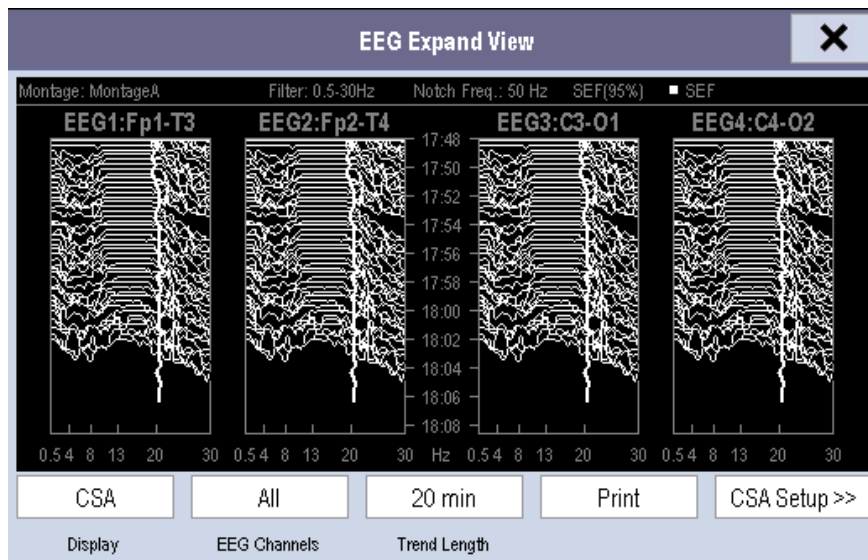 EEG Expand View
Montage: MontageA Filter: 0.5-30Hz Notch Freq.: 50 Hz SEF(95%) SEF
EEG1:Fp1-T3 EEG2:Fp2-T4 EEG3:C3-O1 EEG4:C4-O2
17:48
17:50
17:52
17:54
17:56
17:58
18:00
18:02
18:04
18:06
18:08
0.5 4 8 13 20 30 0.5 4 8 13 20 30 Hz 0.5 4 8 13 20 30 0.5 4 8 13 20 30
CSA All 20 min Print CSA Setup >>
Display EEG Channels Trend Length